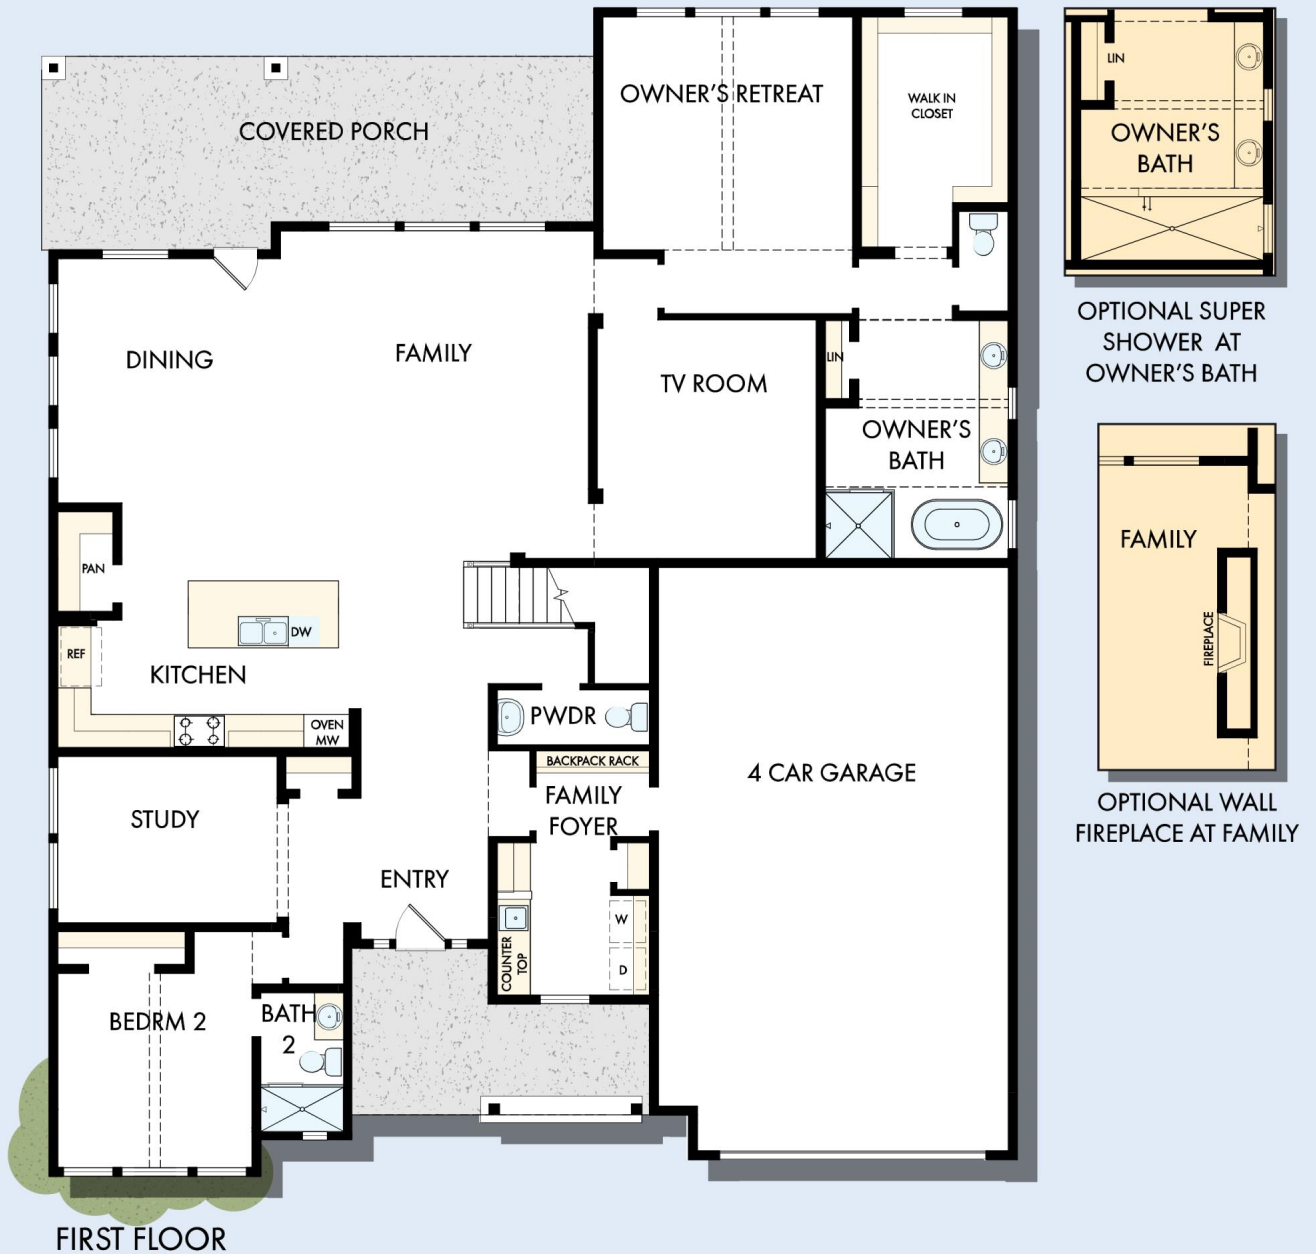 OWNER'S RETREAT
WALK IN
CLOSET
COVERED PORCH
DINING
FAMILY
TV ROOM
LIN
OWNER'S
BATH
PAN
DW
REF
KITCHEN
OVEN
MW
PWDR
BACKPACK RACK
FAMILY
FOYER
4 CAR GARAGE
STUDY
ENTRY
W
D
COUNTER
TOP
BEDRM 2
BATH
2
FIRST FLOOR
LIN
OWNER'S
BATH
OPTIONAL SUPER
SHOWER AT
OWNER'S BATH
FAMILY
FIREPLACE
OPTIONAL WALL
FIREPLACE AT FAMILY